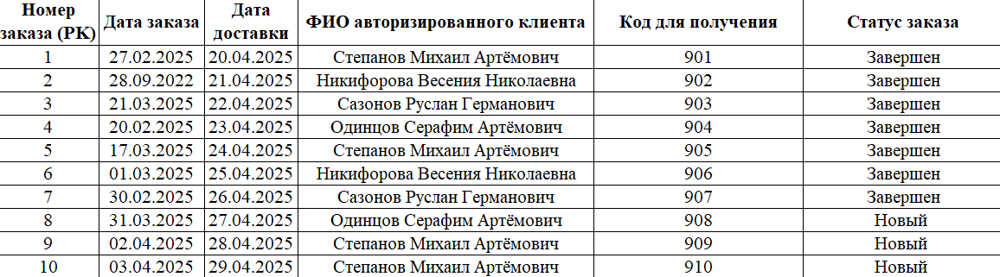 Номер заказа (PK) Дата заказа Дата доставки ФИО авторизированного клиента Код для получения Статус заказа
1 27.02.2025 20.04.2025 Степанов Михаил Артёмович 901 Завершен
2 28.09.2022 21.04.2025 Никифорова Весения Николаевна 902 Завершен
3 21.03.2025 22.04.2025 Сазонов Руслан Германович 903 Завершен
4 20.02.2025 23.04.2025 Одинцов Серафим Артёмович 904 Завершен
5 17.03.2025 24.04.2025 Степанов Михаил Артёмович 905 Завершен
6 01.03.2025 25.04.2025 Никифорова Весения Николаевна 906 Завершен
7 30.02.2025 26.04.2025 Сазонов Руслан Германович 907 Завершен
8 31.03.2025 27.04.2025 Одинцов Серафим Артёмович 908 Новый
9 02.04.2025 28.04.2025 Степанов Михаил Артёмович 909 Новый
10 03.04.2025 29.04.2025 Степанов Михаил Артёмович 910 Новый